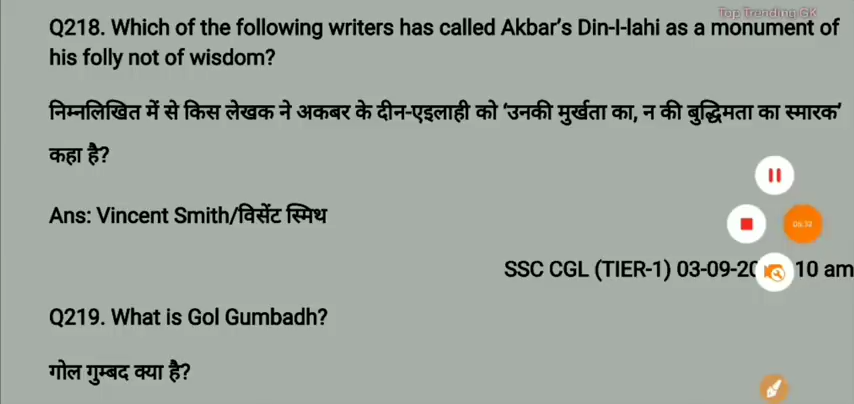 Top Trending GK
Q218. Which of the following writers has called Akbar's Din-I-lahi as a monument of
his folly not of wisdom?
निम्नलिखित में से किस लेखक ने अकबर के दीन-एइलाही को 'उनकी मुर्खता का, न की बुद्धिमता का स्मारक'
कहा है?
Ans: Vincent Smith/विसेंट स्मिथ
05:32
SSC CGL (TIER-1) 03-09-20 10 am
Q219. What is Gol Gumbadh?
गोल गुम्बद क्या है?